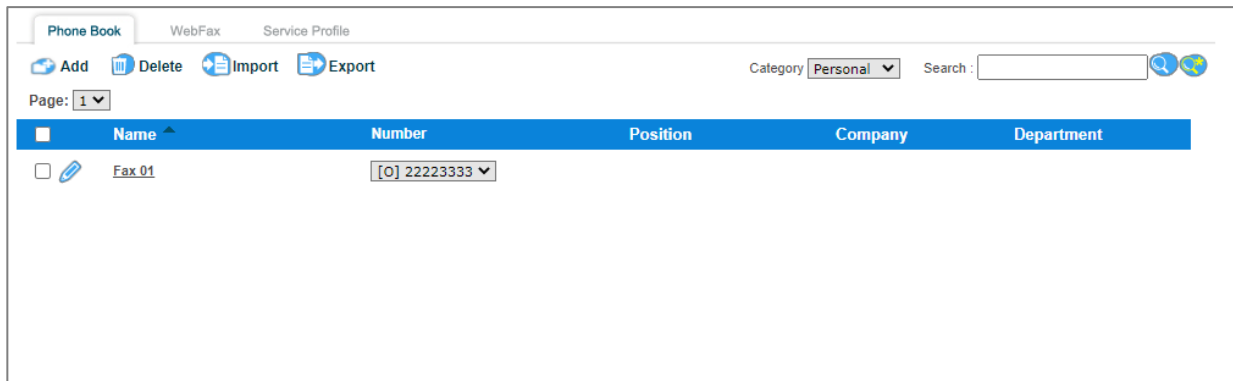 Phone Book WebFax Service Profile
Add Delete Import Export Category Personal Search :
Page: 1
Name Number Position Company Department
Fax 01 [O] 22223333